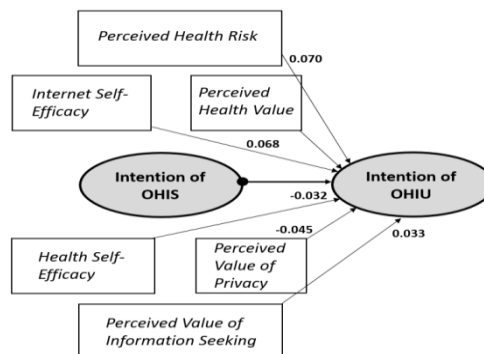 Perceived Health Risk
0.070
Internet Self-
Efficacy
Perceived
Health Value
0.068
Intention of
OHIS
Intention of
OHIU
-0.032
-0.045
0.033
Health Self-
Efficacy
Perceived
Value of
Privacy
Perceived Value of
Information Seeking